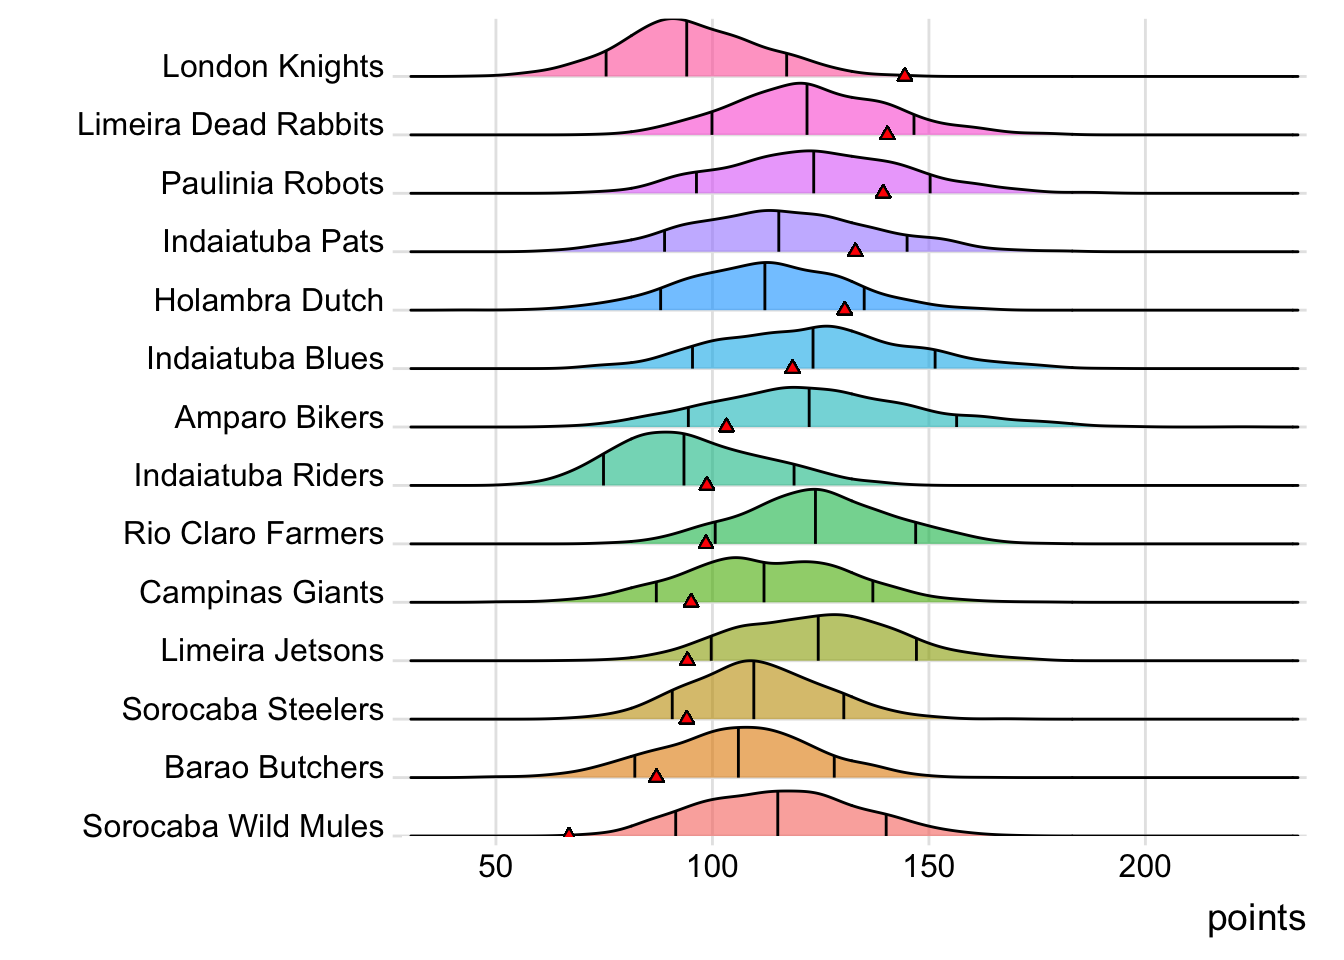 London Knights
Limeira Dead Rabbits
Paulinia Robots
Indaiatuba Pats
Holambra Dutch
Indaiatuba Blues
Amparo Bikers
Indaiatuba Riders
Rio Claro Farmers
Campinas Giants
Limeira Jetsons
Sorocaba Steelers
Barao Butchers
Sorocaba Wild Mules
50 100 150 200
points